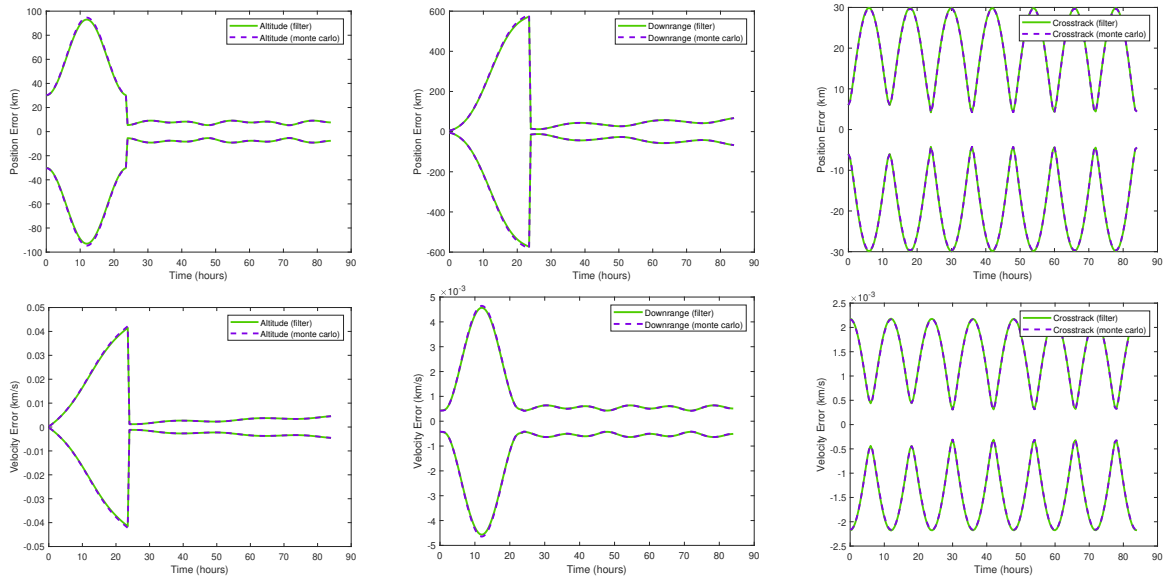 100
80
60
40
20
0
-20
-40
-60
-80
-100
Position Error (km)
0 10 20 30 40 50 60 70 80 90
Time (hours)
Altitude (filter)
Altitude (monte carlo)
600
400
200
0
-200
-400
-600
Position Error (km)
0 10 20 30 40 50 60 70 80 90
Time (hours)
Downrange (filter)
Downrange (monte carlo)
30
20
10
0
-10
-20
-30
Position Error (km)
0 10 20 30 40 50 60 70 80 90
Time (hours)
Crosstrack (filter)
Crosstrack (monte carlo)
0.05
0.04
0.03
0.02
0.01
0
-0.01
-0.02
-0.03
-0.04
-0.05
Velocity Error (km/s)
0 10 20 30 40 50 60 70 80 90
Time (hours)
Altitude (filter)
Altitude (monte carlo)
×10⁻³
5
4
3
2
1
0
-1
-2
-3
-4
-5
Velocity Error (km/s)
0 10 20 30 40 50 60 70 80 90
Time (hours)
Downrange (filter)
Downrange (monte carlo)
×10⁻³
2.5
2
1.5
1
0.5
0
-0.5
-1
-1.5
-2
-2.5
Velocity Error (km/s)
0 10 20 30 40 50 60 70 80 90
Time (hours)
Crosstrack (filter)
Crosstrack (monte carlo)